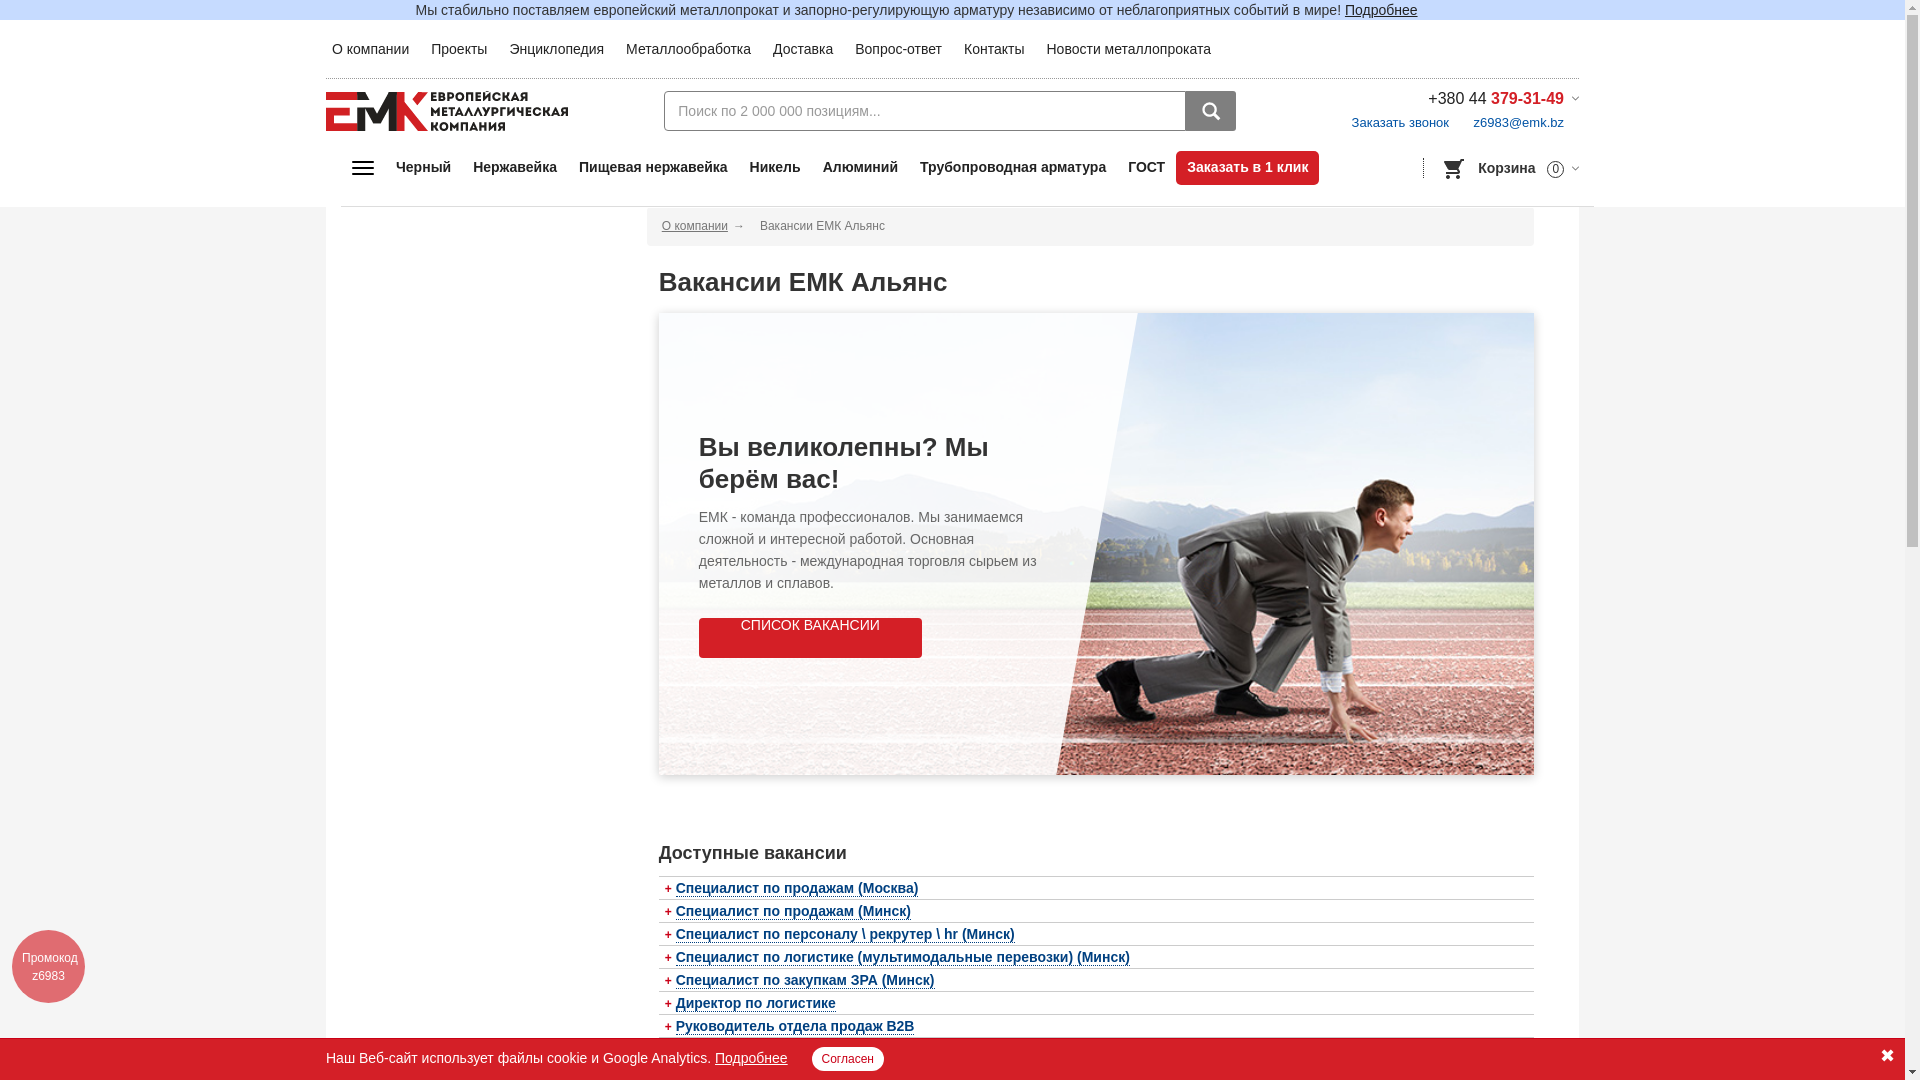 Мы стабильно поставляем европейский металлопрокат и запорно-регулирующую арматуру независимо от неблагоприятных событий в мире! Подробнее
О компании Проекты Энциклопедия Металлообработка Доставка Вопрос-ответ Контакты Новости металлопроката
ЕМК ЕВРОПЕЙСКАЯ
МЕТАЛЛУРГИЧЕСКАЯ
КОМПАНИЯ
Поиск по 2 000 000 позициям...
+380 44 379-31-49
Заказать звонок z6983@emk.bz
Черный Нержавейка Пищевая нержавейка Никель Алюминий Трубопроводная арматура ГОСТ Заказать в 1 клик Корзина 0
О компании → Вакансии ЕМК Альянс
Вакансии ЕМК Альянс
Вы великолепны? Мы
берём вас!
ЕМК - команда профессионалов. Мы занимаемся
сложной и интересной работой. Основная
деятельность - международная торговля сырьем из
металлов и сплавов.
СПИСОК ВАКАНСИИ
Доступные вакансии
+ Специалист по продажам (Москва)
+ Специалист по продажам (Минск)
+ Специалист по персоналу \ рекрутер \ hr (Минск)
+ Специалист по логистике (мультимодальные перевозки) (Минск)
+ Специалист по закупкам ЗРА (Минск)
+ Директор по логистике
+ Руководитель отдела продаж B2B
Промокод
z6983
Наш Веб-сайт использует файлы cookie и Google Analytics. Подробнее Согласен ✖